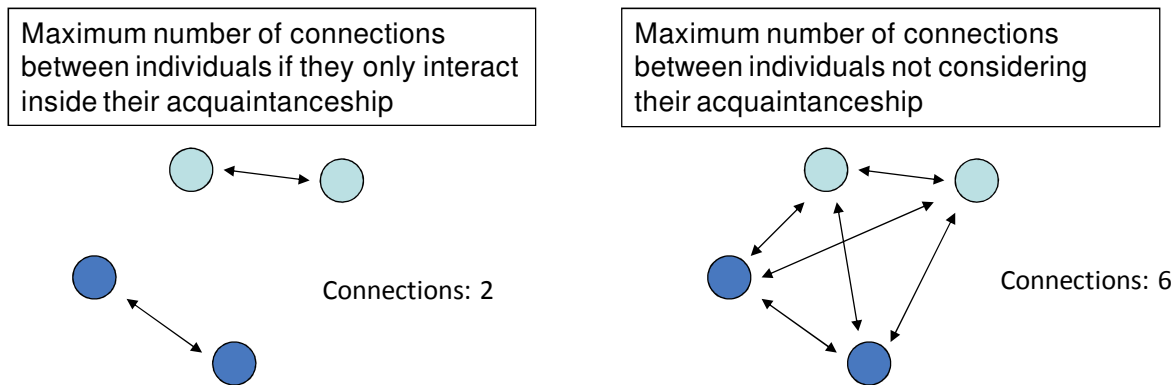 Maximum number of connections
between individuals if they only interact
inside their acquaintanceship
Connections: 2
Maximum number of connections
between individuals not considering
their acquaintanceship
Connections: 6